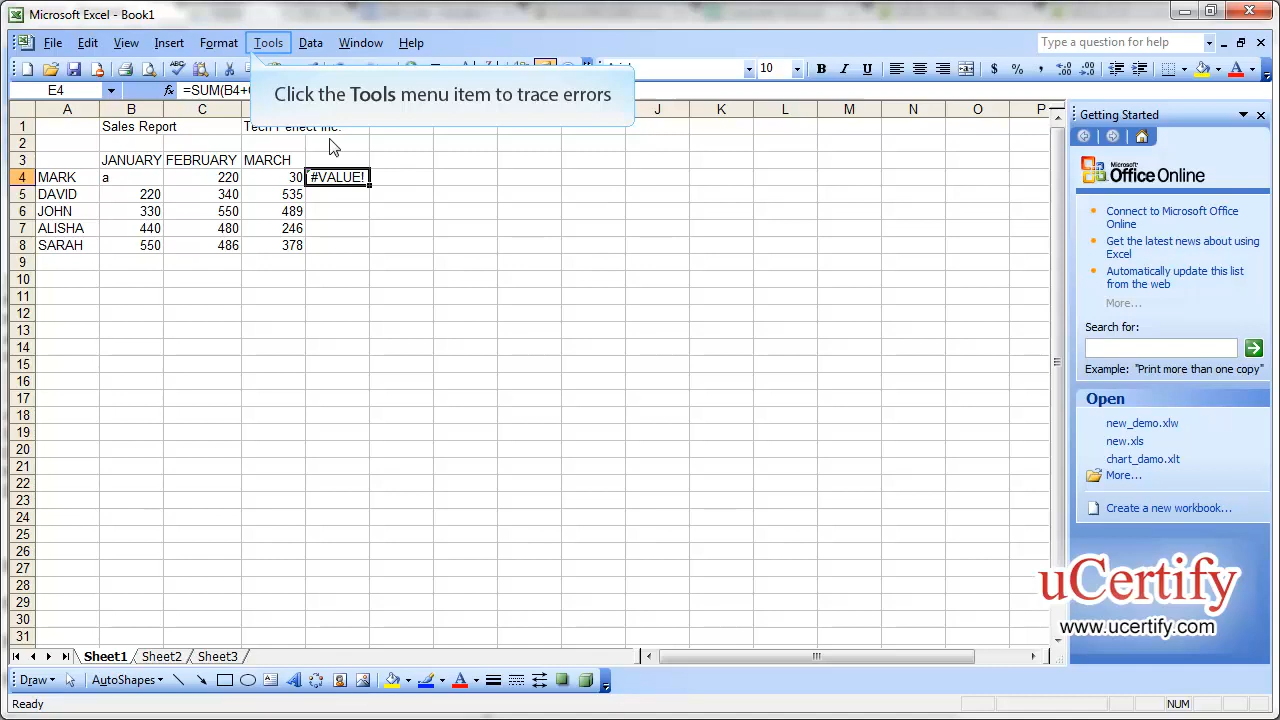 Microsoft Excel - Book1
File Edit View Insert Format Tools Data Window Help
Type a question for help
10 B I U $ %
E4 fx =SUM(B4+
Click the Tools menu item to trace errors
A B C J K L M N O P
1 Sales Report Tech Perfect Inc.
2
3 JANUARY FEBRUARY MARCH
4 MARK a 220 30 #VALUE!
5 DAVID 220 340 535
6 JOHN 330 550 489
7 ALISHA 440 480 246
8 SARAH 550 486 378
9
10
11
12
13
14
15
16
17
18
19
20
21
22
23
24
25
26
27
28
29
30
31
Getting Started
Microsoft
Office Online
Connect to Microsoft Office
Online
Get the latest news about using
Excel
Automatically update this list
from the web
More...
Search for:
Example: "Print more than one copy"
Open
new_demo.xlw
new.xls
chart_damo.xlt
More...
Create a new workbook...
uCertify
www.ucertify.com
Sheet1 Sheet2 Sheet3
Draw AutoShapes
Ready
NUM